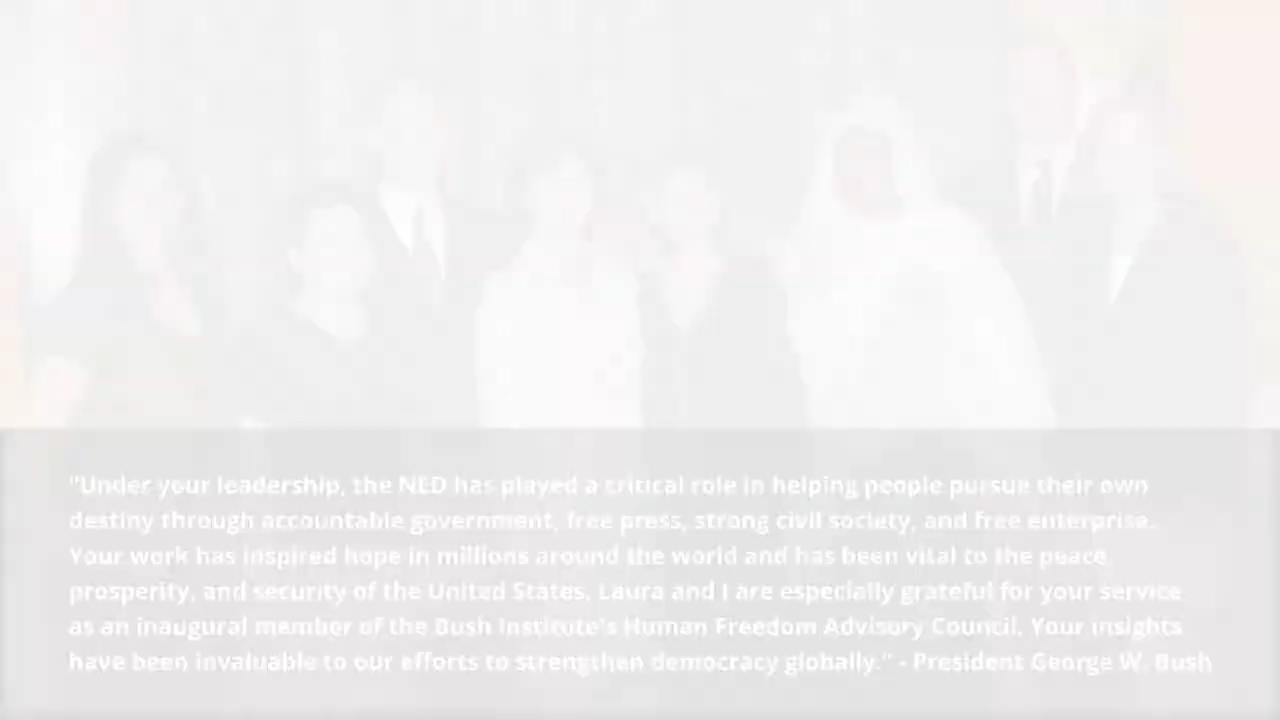 "Under your leadership, the NED has played a critical role in helping people pursue their own
destiny through accountable government, free press, strong civil society, and free enterprise.
Your work has inspired hope in millions around the world and has been vital to the peace,
prosperity, and security of the United States. Laura and I are especially grateful for your service
as an inaugural member of the Bush Institute's Human Freedom Advisory Council. Your insights
have been invaluable to our efforts to strengthen democracy globally." - President George W. Bush